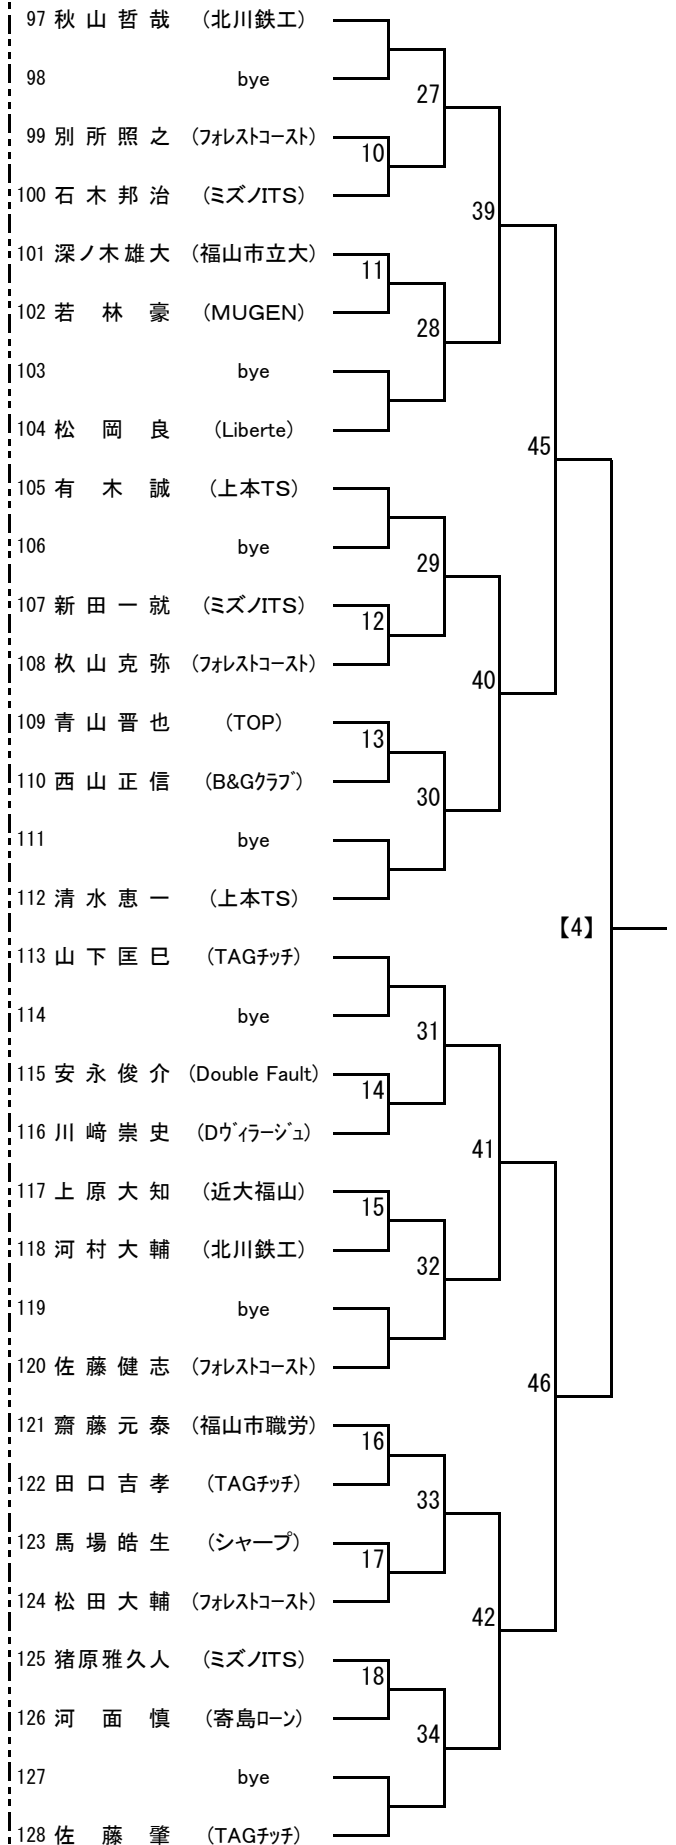 97 秋山哲哉 (北川鉄工)
98 bye
27
99 別所照之 (フォレストコースト)
10
100 石木邦治 (ミズノITS)
39
101 深ノ木雄大 (福山市立大)
11
102 若林豪 (MUGEN)
28
103 bye
104 松岡良 (Liberte)
45
105 有木誠 (上本TS)
106 bye
29
107 新田一就 (ミズノITS)
12
108 杦山克弥 (フォレストコースト)
40
109 青山晋也 (TOP)
13
110 西山正信 (B&Gクラブ)
30
111 bye
112 清水恵一 (上本TS)
【4】
113 山下匡巳 (TAGチッチ)
114 bye
31
115 安永俊介 (Double Fault)
14
116 川﨑崇史 (Dヴィラージュ)
41
117 上原大知 (近大福山)
15
118 河村大輔 (北川鉄工)
32
119 bye
120 佐藤健志 (フォレストコースト)
46
121 齋藤元泰 (福山市職労)
16
122 田口吉孝 (TAGチッチ)
33
123 馬場皓生 (シャープ)
17
124 松田大輔 (フォレストコースト)
42
125 猪原雅久人 (ミズノITS)
18
126 河面慎 (寄島ローン)
34
127 bye
128 佐藤肇 (TAGチッチ)